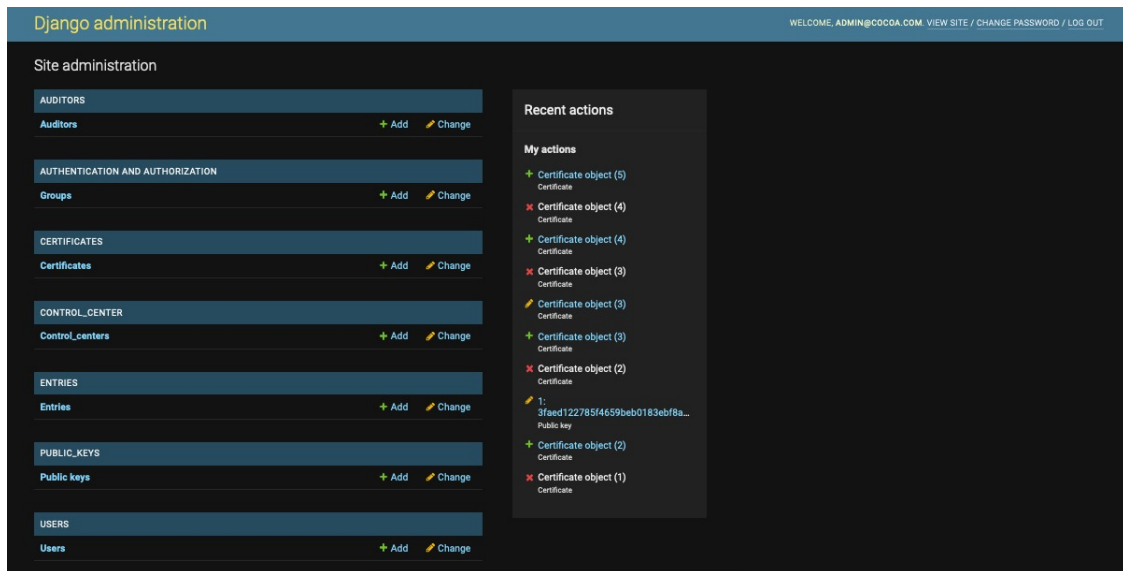 Django administration
WELCOME, ADMIN@COCOA.COM. VIEW SITE / CHANGE PASSWORD / LOG OUT
Site administration
AUDITORS
Auditors + Add Change
AUTHENTICATION AND AUTHORIZATION
Groups + Add Change
CERTIFICATES
Certificates + Add Change
CONTROL_CENTER
Control_centers + Add Change
ENTRIES
Entries + Add Change
PUBLIC_KEYS
Public keys + Add Change
USERS
Users + Add Change
Recent actions
My actions
+ Certificate object (5)
Certificate
Certificate object (4)
Certificate
+ Certificate object (4)
Certificate
Certificate object (3)
Certificate
Certificate object (3)
Certificate
+ Certificate object (3)
Certificate
Certificate object (2)
Certificate
1:
3faed122785f4659beb0183ebf8a...
Public key
+ Certificate object (2)
Certificate
Certificate object (1)
Certificate